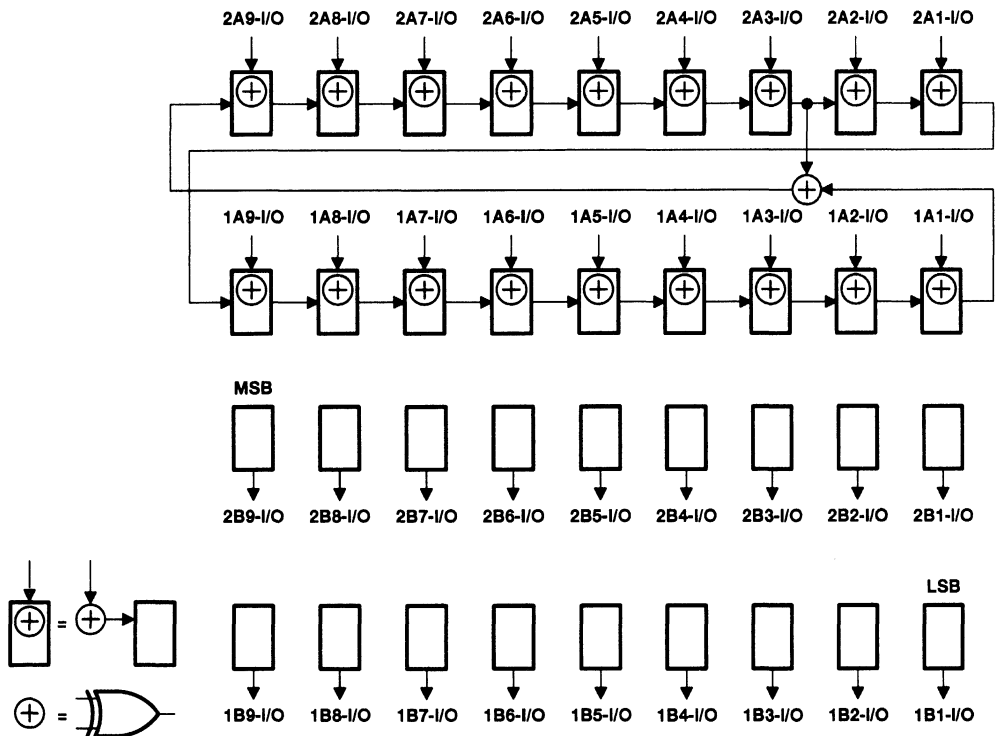 2A9-I/O 2A8-I/O 2A7-I/O 2A6-I/O 2A5-I/O 2A4-I/O 2A3-I/O 2A2-I/O 2A1-I/O
1A9-I/O 1A8-I/O 1A7-I/O 1A6-I/O 1A5-I/O 1A4-I/O 1A3-I/O 1A2-I/O 1A1-I/O
MSB
2B9-I/O 2B8-I/O 2B7-I/O 2B6-I/O 2B5-I/O 2B4-I/O 2B3-I/O 2B2-I/O 2B1-I/O
LSB
=
1B9-I/O 1B8-I/O 1B7-I/O 1B6-I/O 1B5-I/O 1B4-I/O 1B3-I/O 1B2-I/O 1B1-I/O
=